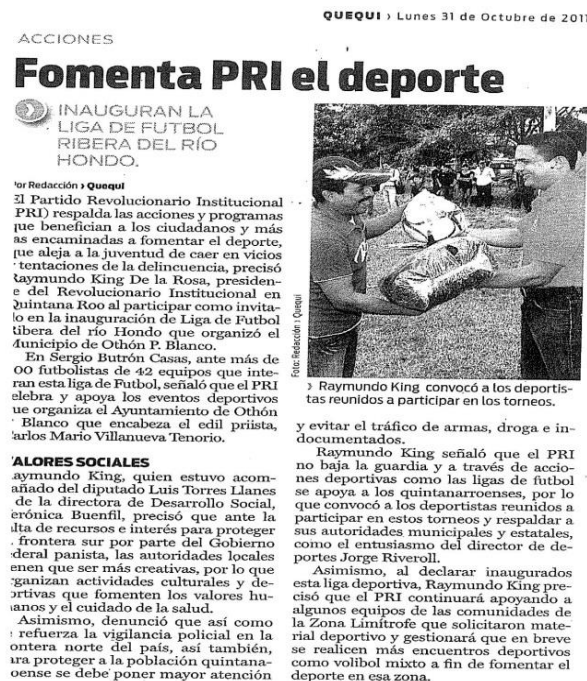 QUEQUI › Lunes 31 de Octubre de 2011
ACCIONES
Fomenta PRI el deporte
INAUGURAN LA
LIGA DE FUTBOL
RIBERA DEL RÍO
HONDO.
or Redacción › Quequi
El Partido Revolucionario Institucional
PRI) respalda las acciones y programas
que benefician a los ciudadanos y más
as encaminadas a fomentar el deporte,
que aleja a la juventud de caer en vicios
tentaciones de la delincuencia, precisó
Raymundo King De la Rosa, presiden-
e del Revolucionario Institucional en
Quintana Roo al participar como invita-
lo en la inauguración de Liga de Futbol
Ribera del río Hondo que organizó el
Municipio de Othón P. Blanco.
En Sergio Butrón Casas, ante más de
00 futbolistas de 42 equipos que inte-
ran esta liga de Futbol, señaló que el PRI
elebra y apoya los eventos deportivos
ue organiza el Ayuntamiento de Othón
Blanco que encabeza el edil priista,
arlos Mario Villanueva Tenorio.
ALORES SOCIALES
aymundo King, quien estuvo acom-
añado del diputado Luis Torres Llanes
de la directora de Desarrollo Social,
erónica Buenfil, precisó que ante la
lta de recursos e interés para proteger
frontera sur por parte del Gobierno
deral panista, las autoridades locales
enen que ser más creativas, por lo que
rganizan actividades culturales y de-
ortivas que fomenten los valores hu-
anos y el cuidado de la salud.
Asimismo, denunció que así como
refuerza la vigilancia policial en la
ontera norte del país, así también,
ara proteger a la población quintana-
oense se debe poner mayor atención
Foto: Redacción › Quequi
› Raymundo King convocó a los deportis-
tas reunidos a participar en los torneos.
y evitar el tráfico de armas, droga e in-
documentados.
Raymundo King señaló que el PRI
no baja la guardia y a través de accio-
nes deportivas como las ligas de futbol
se apoya a los quintanarroenses, por lo
que convocó a los deportistas reunidos a
participar en estos torneos y respaldar a
sus autoridades municipales y estatales,
como el entusiasmo del director de de-
portes Jorge Riveroll.
Asimismo, al declarar inaugurados
esta liga deportiva, Raymundo King pre-
cisó que el PRI continuará apoyando a
algunos equipos de las comunidades de
la Zona Limítrofe que solicitaron mate-
rial deportivo y gestionará que en breve
se realicen más encuentros deportivos
como volibol mixto a fin de fomentar el
deporte en esa zona.